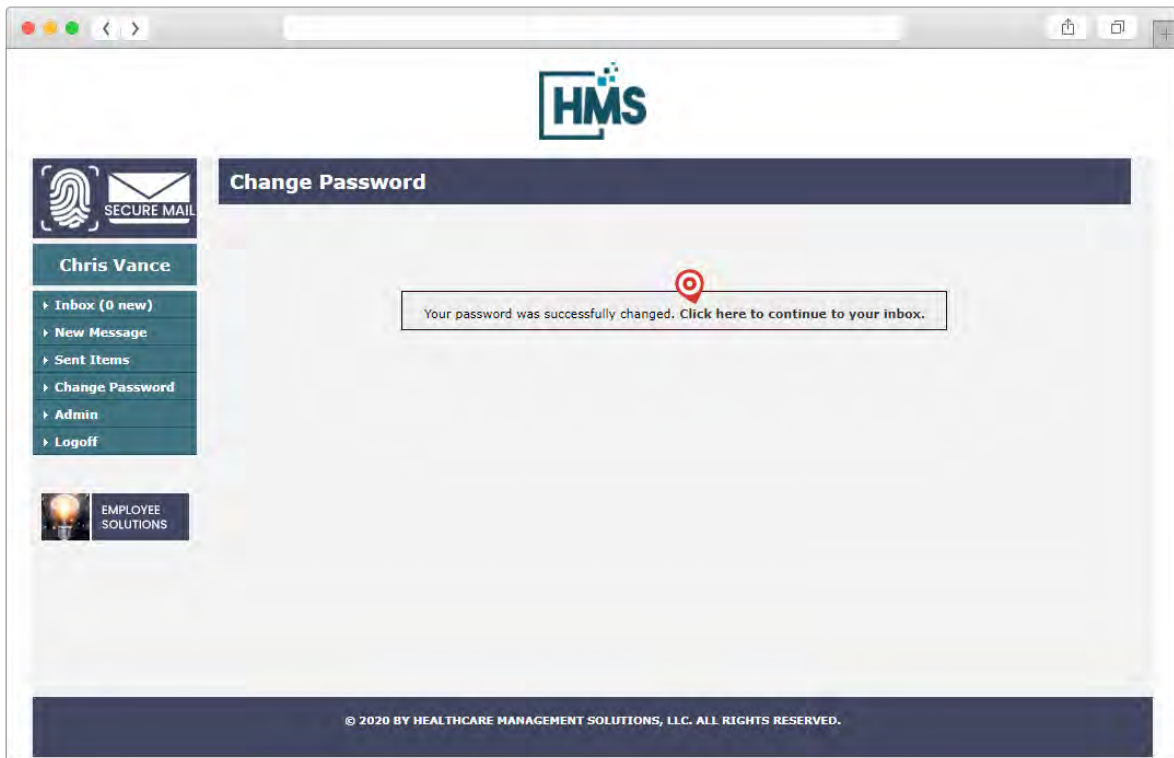 HMS
SECURE MAIL
Change Password
Chris Vance
Inbox (0 new)
New Message
Sent Items
Change Password
Admin
Logoff
Your password was successfully changed. Click here to continue to your inbox.
EMPLOYEE
SOLUTIONS
© 2020 BY HEALTHCARE MANAGEMENT SOLUTIONS, LLC. ALL RIGHTS RESERVED.